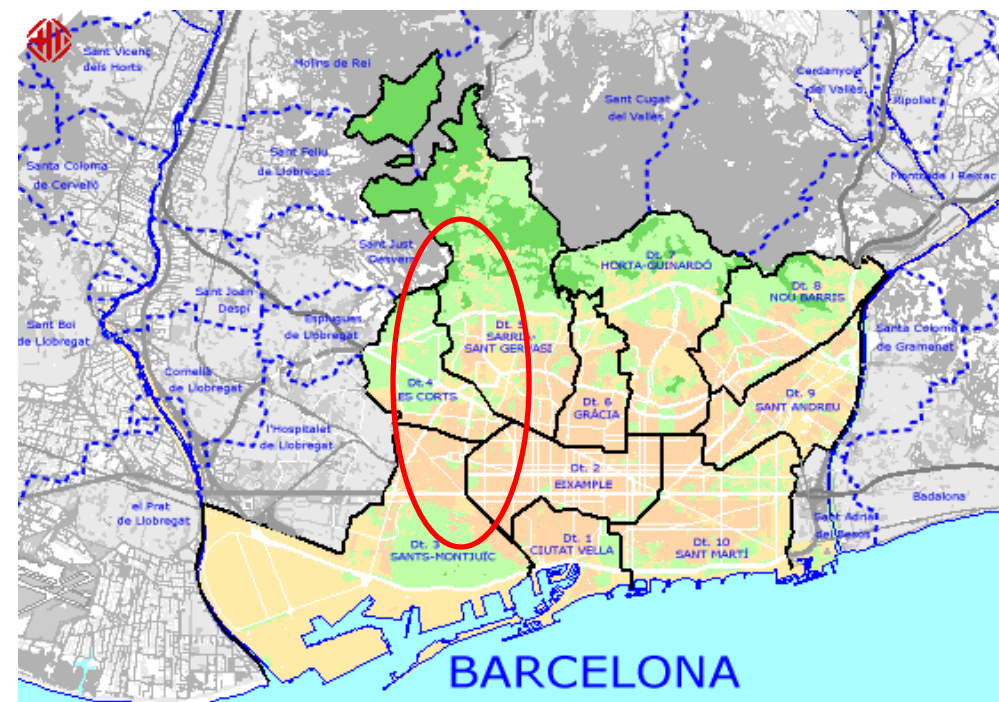 Sant Vicenç
dels Horts
Molins de Rei
Cerdanyola
del Vallès
Ripollet
Sant Cugat
del Vallès
Santa Coloma
de Cervelló
Sant Feliu
de Llobregat
Montcada i Reixac
Sant Just
Desvern
Dt. 7
HORTA-GUINARDÓ
Dt. 8
NOU BARRIS
Sant Joan
Despí
Sant Boi
de Llobregat
Esplugues
de Llobregat
Dt. 5
SARRIÀ-
SANT GERVASI
Santa Coloma
de Gramenet
Cornellà
de Llobregat
Dt.4
LES CORTS
Dt. 6
GRÀCIA
Dt. 9
SANT ANDREU
l'Hospitalet
de Llobregat
Dt. 2
EIXAMPLE
Badalona
el Prat
de Llobregat
Sant Adrià
del Besòs
Dt. 3
SANTS-MONTJUÏC
Dt. 1
CIUTAT VELLA
Dt. 10
SANT MARTÍ
BARCELONA